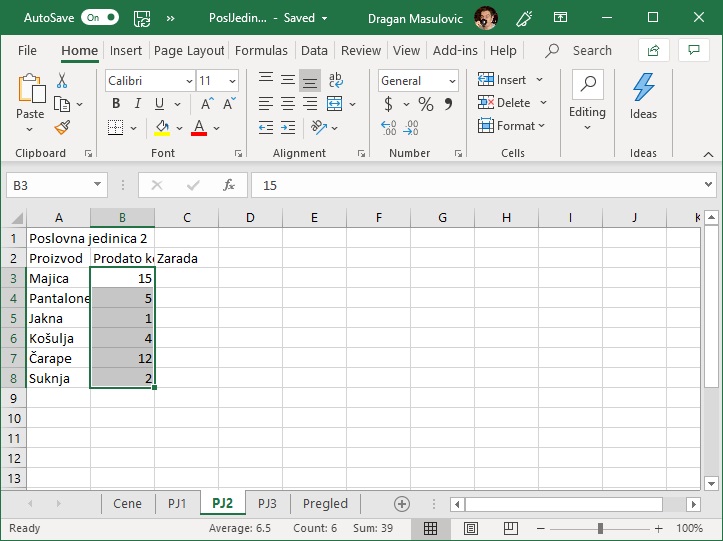 AutoSave On PoslJedin... - Saved Dragan Masulovic
File Home Insert Page Layout Formulas Data Review View Add-ins Help Search
Paste Calibri 11 General Insert Editing Ideas
B I U A A ab $ % Delete
A Format
Clipboard Font Alignment Number Cells Ideas
B3 fx 15
A B C D E F G H I J K
1 Poslovna jedinica 2
2 Proizvod Prodato ko Zarada
3 Majica 15
4 Pantalone 5
5 Jakna 1
6 Košulja 4
7 Čarape 12
8 Suknja 2
9
10
11
12
13
Cene PJ1 PJ2 PJ3 Pregled
Ready Average: 6.5 Count: 6 Sum: 39 100%